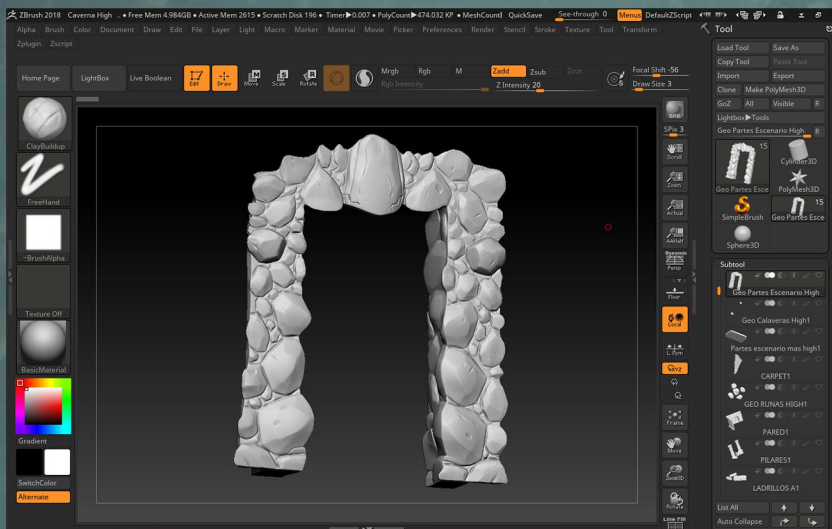 ZBrush 2018 Caverna High .. • Free Mem 4.984GB • Active Mem 2615 • Scratch Disk 196 • Timer▶0.007 • PolyCount▶474.032 KP • MeshCount▶ QuickSave See-through 0 Menus DefaultZScript
Alpha Brush Color Document Draw Edit File Layer Light Macro Marker Material Movie Picker Preferences Render Stencil Stroke Texture Tool Transform
Zplugin Zscript
Home Page LightBox Live Boolean Edit Draw Move Scale Rotate
Mrgb Rgb M Zadd Zsub Zcut Focal Shift -56
Rgb Intensity Z Intensity 20 Draw Size 3
ClayBuildup
FreeHand
~BrushAlpha
Texture Off
BasicMaterial
Gradient
SwitchColor
Alternate
BPR
SPix 3
Scroll
Zoom
Actual
AAHalf
Dynamic
Persp
Floor
Local
L.Sym
XYZ
Frame
Move
Zoom3D
Rotate
Line Fill
Tool
Load Tool Save As
Copy Tool Paste Tool
Import Export
Clone Make PolyMesh3D
GoZ All Visible R
Lightbox▶Tools
Geo Partes Escenario High. R
15
Cylinder3D
Geo Partes Esce PolyMesh3D
15
SimpleBrush Geo Partes Esce
Sphere3D
Subtool
Geo Partes Escenario High
Geo Calaveras High1
Partes escenario mas high1
CARPET1
GEO RUNAS HIGH1
PARED1
PILARES1
LADRILLOS A1
List All
Auto Collapse